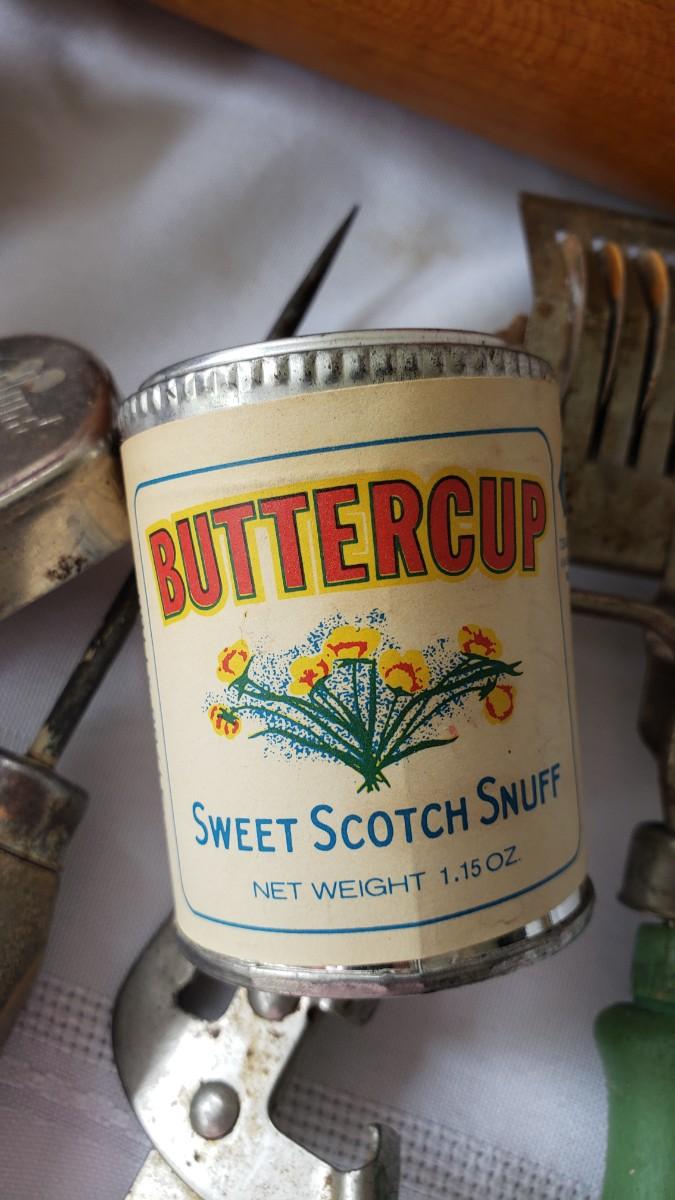 BUTTERCUP
SWEET SCOTCH SNUFF
NET WEIGHT 1.15 OZ.